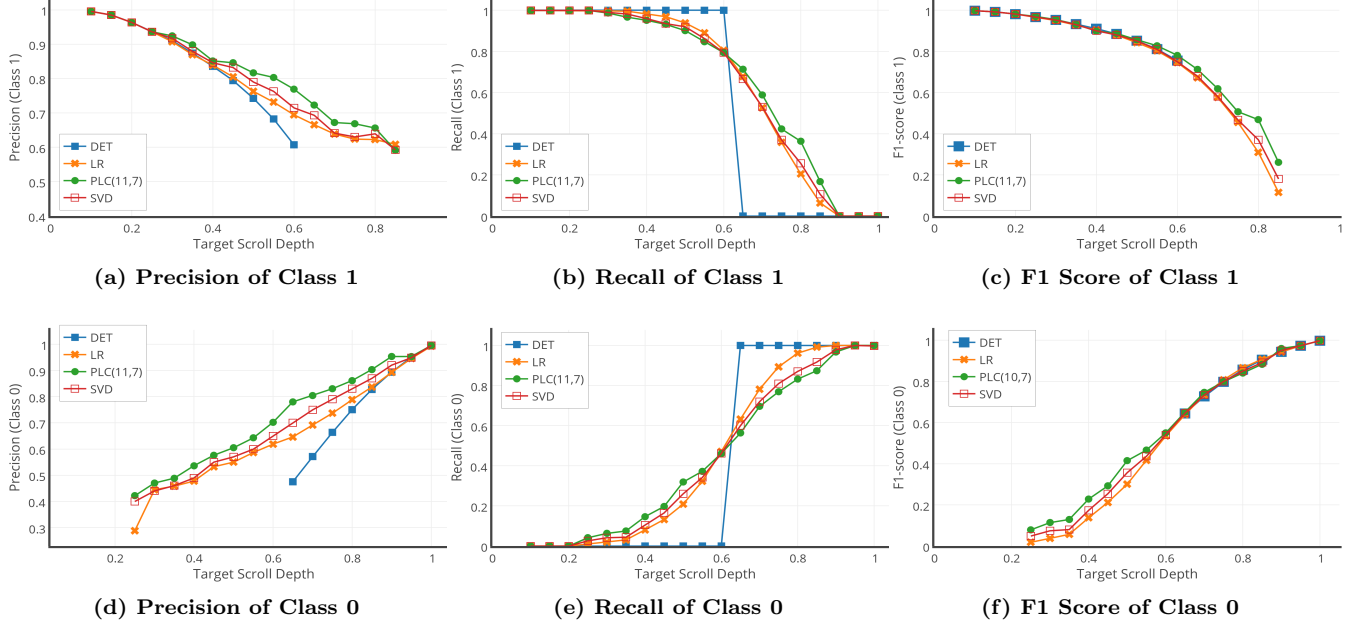 1
0.9
0.8
0.7
0.6
0.5
0.4
0
0.2
0.4
0.6
0.8
Precision (Class 1)
Target Scroll Depth
DET
LR
PLC(11,7)
SVD
(a) Precision of Class 1
1
0.8
0.6
0.4
0.2
0
0
0.2
0.4
0.6
0.8
1
Recall (Class 1)
Target Scroll Depth
DET
LR
PLC(11,7)
SVD
(b) Recall of Class 1
1
0.8
0.6
0.4
0.2
0
0
0.2
0.4
0.6
0.8
1
F1-score (class 1)
Target Scroll Depth
DET
LR
PLC(11,7)
SVD
(c) F1 Score of Class 1
1
0.9
0.8
0.7
0.6
0.5
0.4
0.3
0.2
0.4
0.6
0.8
1
Precision (Class 0)
Target Scroll Depth
DET
LR
PLC(11,7)
SVD
(d) Precision of Class 0
1
0.8
0.6
0.4
0.2
0
0
0.2
0.4
0.6
0.8
1
Recall (Class 0)
Target Scroll Depth
DET
LR
PLC(11,7)
SVD
(e) Recall of Class 0
1
0.8
0.6
0.4
0.2
0
0
0.2
0.4
0.6
0.8
1
F1-score (Class 0)
Target Scroll Depth
DET
LR
PLC(10,7)
SVD
(f) F1 Score of Class 0